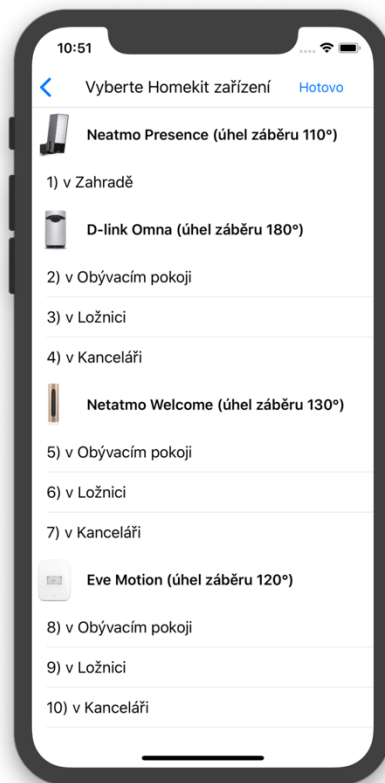 10:51
Vyberte Homekit zařízení Hotovo
Neatmo Presence (úhel záběru 110°)
1) v Zahradě
D-link Omna (úhel záběru 180°)
2) v Obývacím pokoji
3) v Ložnici
4) v Kanceláři
Netatmo Welcome (úhel záběru 130°)
5) v Obývacím pokoji
6) v Ložnici
7) v Kanceláři
Eve Motion (úhel záběru 120°)
8) v Obývacím pokoji
9) v Ložnici
10) v Kanceláři